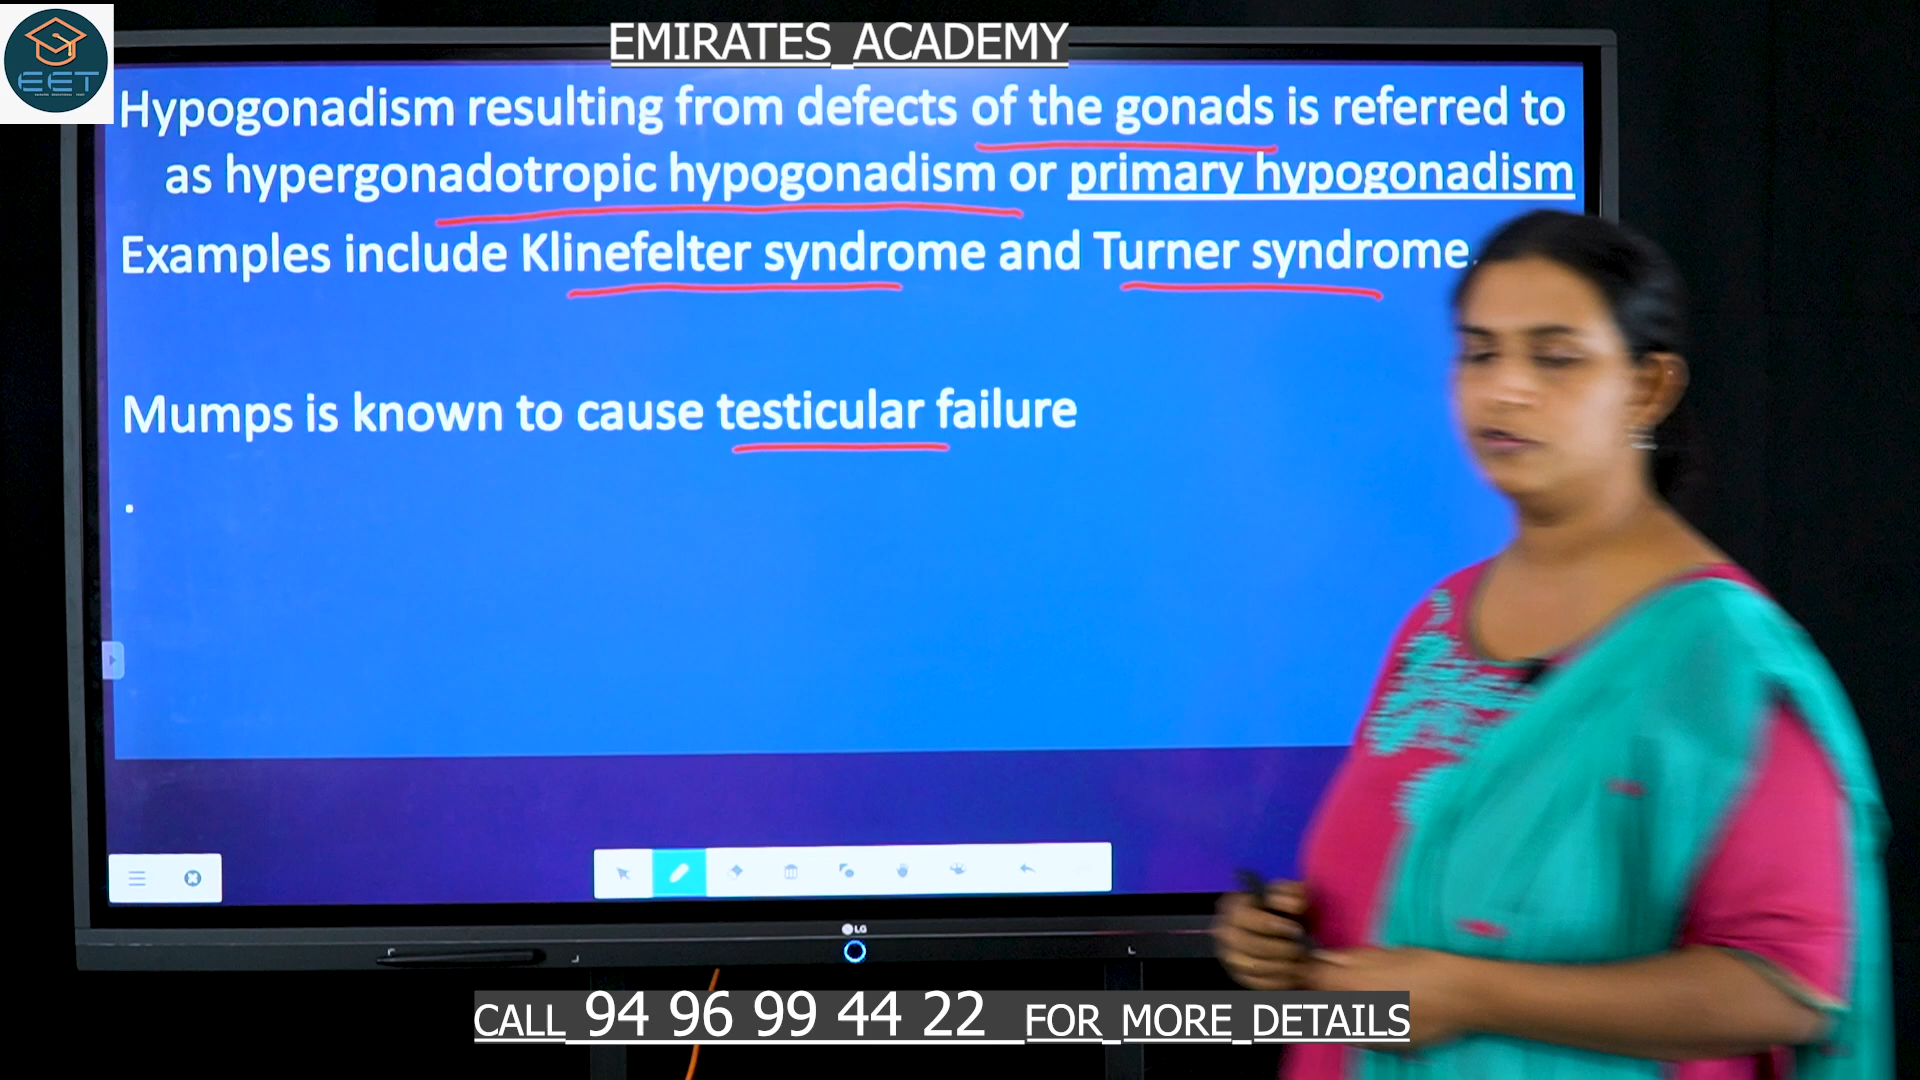 EMIRATES ACADEMY
EET
Hypogonadism resulting from defects of the gonads is referred to
as hypergonadotropic hypogonadism or primary hypogonadism
Examples include Klinefelter syndrome and Turner syndrome.
Mumps is known to cause testicular failure
.
LG
CALL 94 96 99 44 22 FOR MORE DETAILS